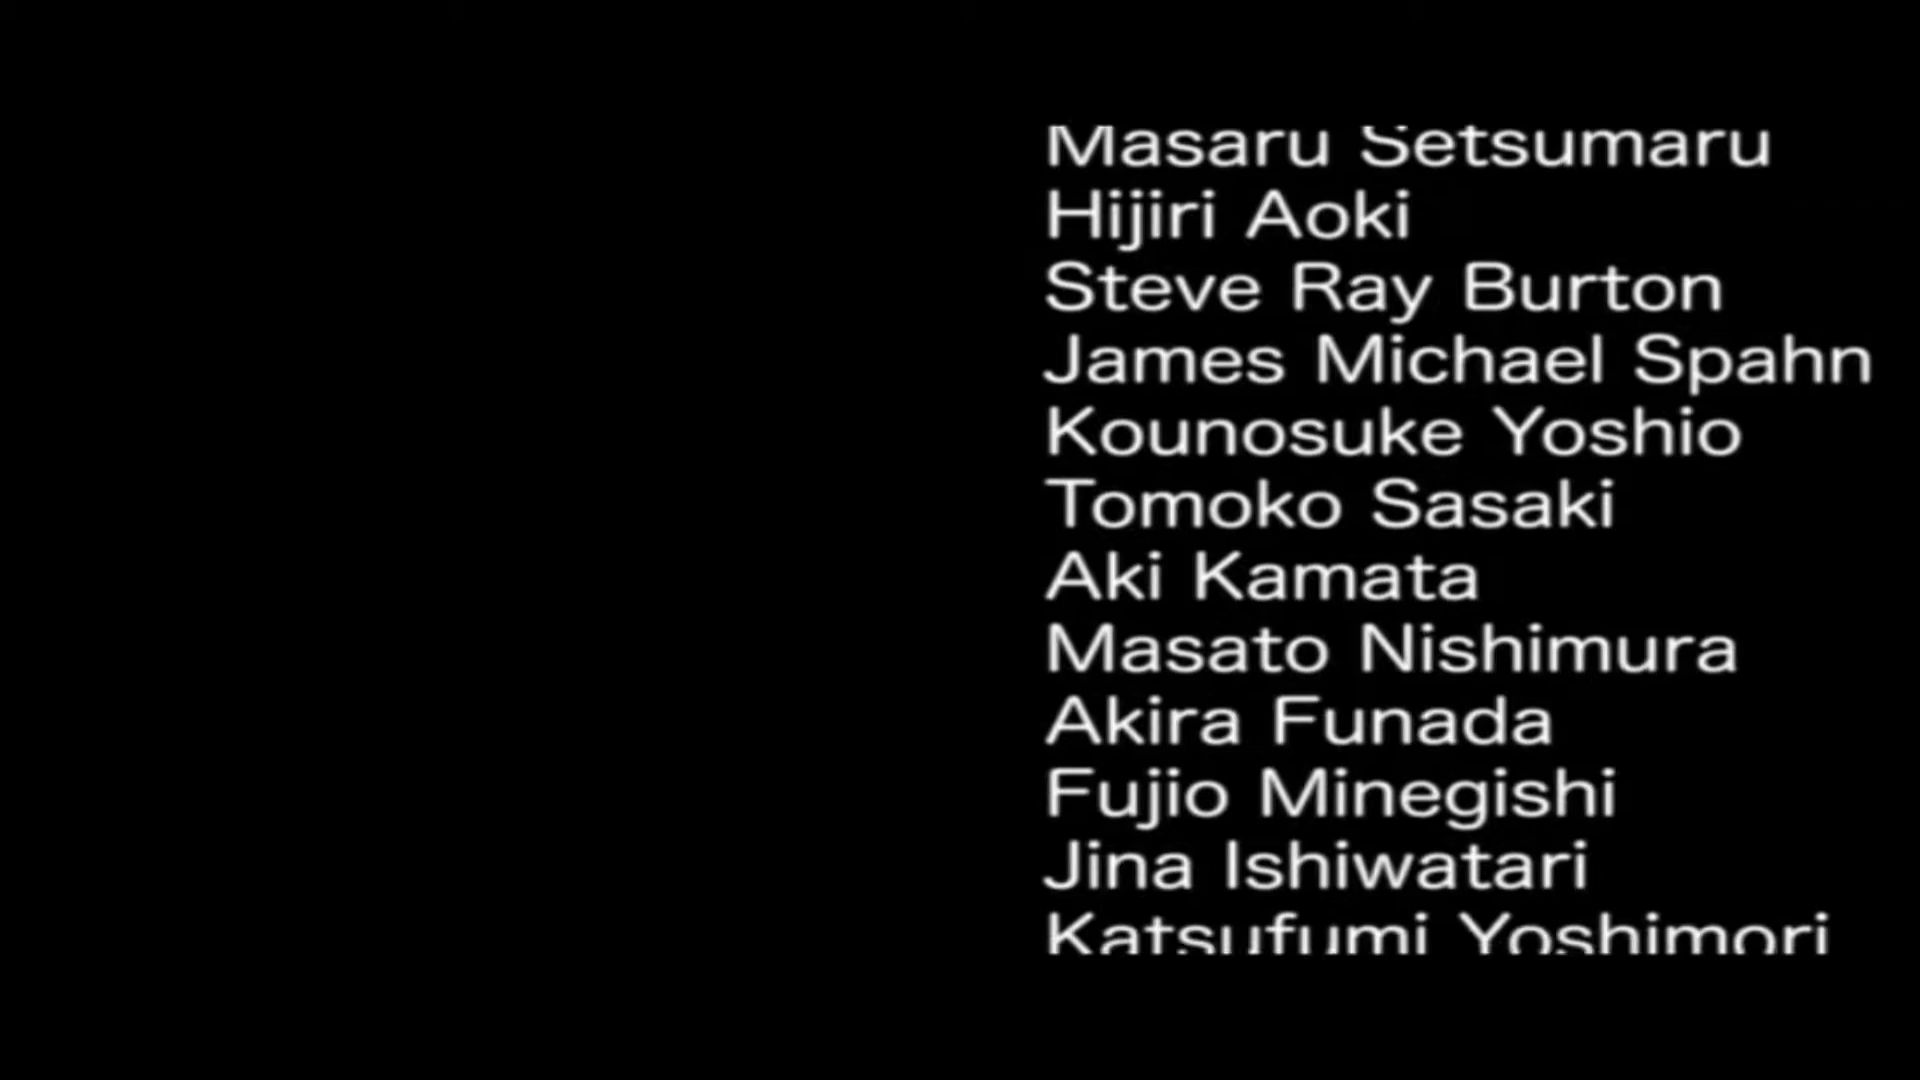 Masaru Setsumaru
Hijiri Aoki
Steve Ray Burton
James Michael Spahn
Kounosuke Yoshio
Tomoko Sasaki
Aki Kamata
Masato Nishimura
Akira Funada
Fujio Minegishi
Jina Ishiwatari
Katsufumi Yoshimori